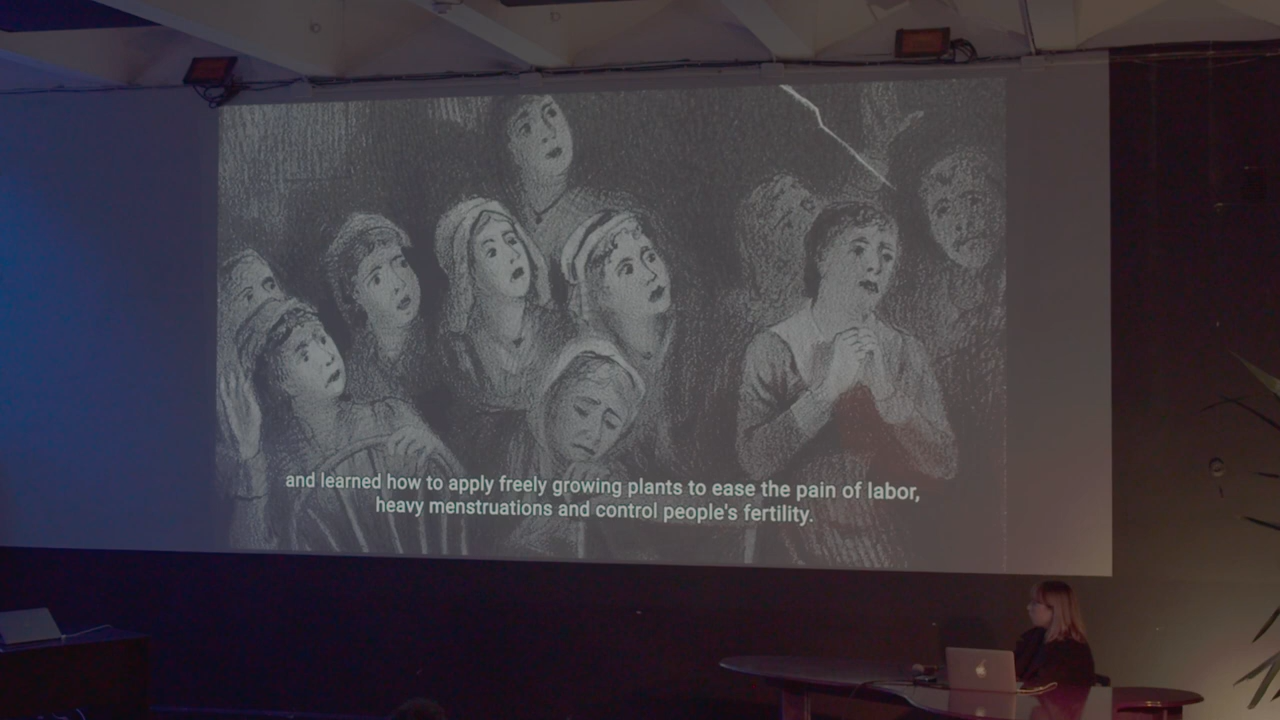 and learned how to apply freely growing plants to ease the pain of labor,
heavy menstruations and control people's fertility.